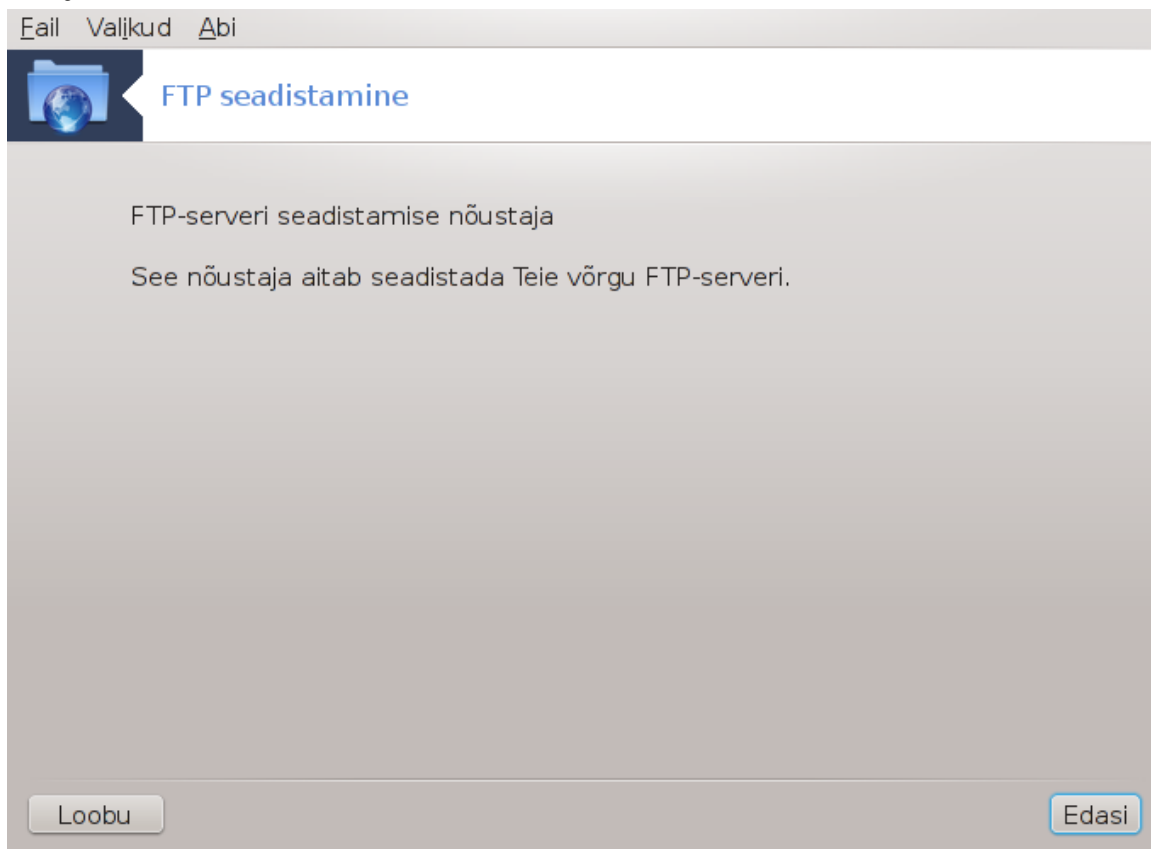 Fail Valikud Abi
FTP seadistamine
FTP-serveri seadistamise nõustaja
See nõustaja aitab seadistada Teie võrgu FTP-serveri.
Loobu
Edasi